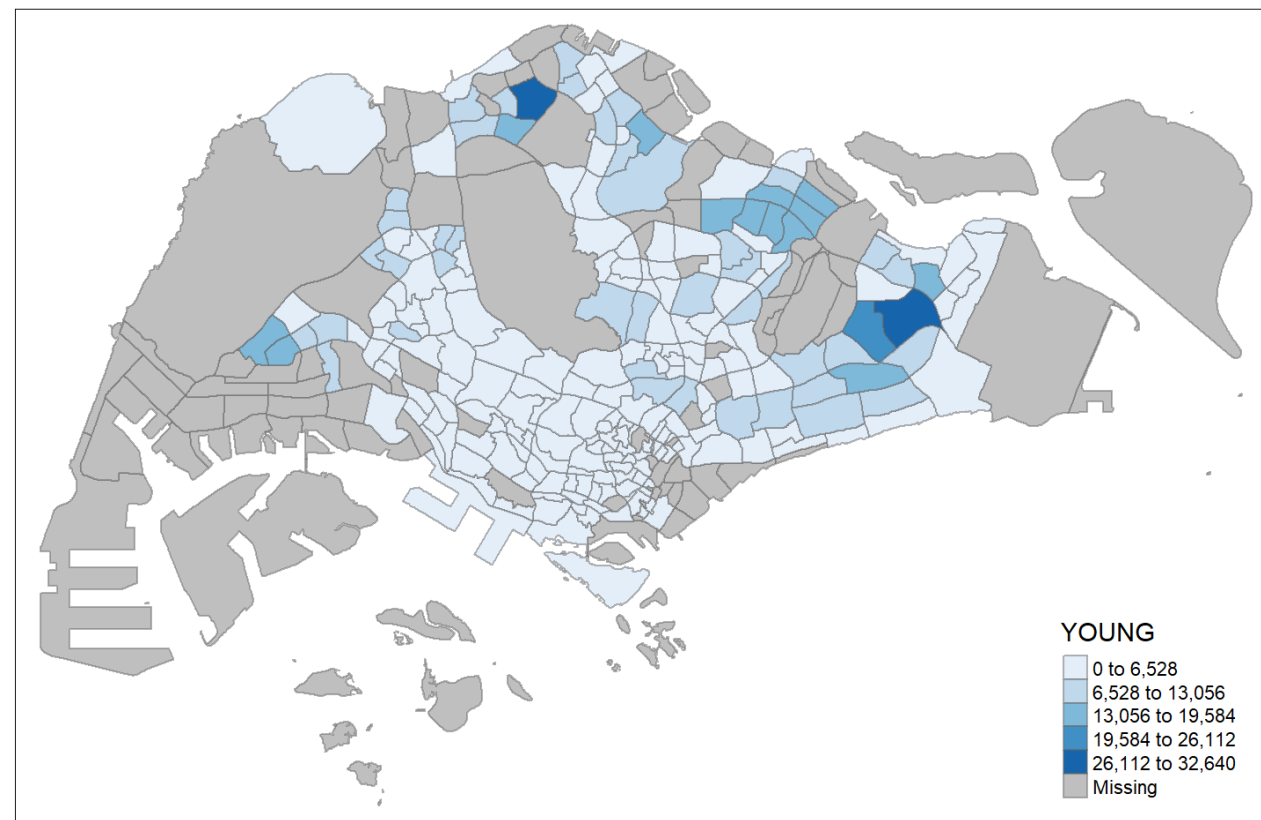 YOUNG
0 to 6,528
6,528 to 13,056
13,056 to 19,584
19,584 to 26,112
26,112 to 32,640
Missing